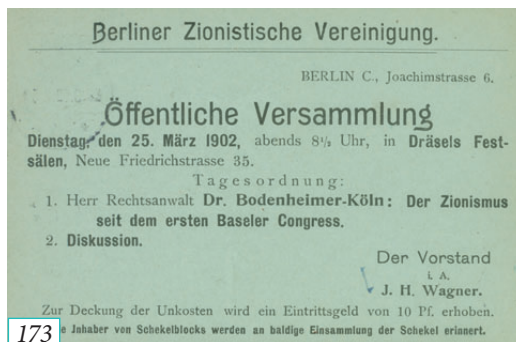 Berliner Zionistische Vereinigung.
BERLIN C., Joachimstrasse 6.
Öffentliche Versammlung
Dienstag, den 25. März 1902, abends 8½ Uhr, in Dräsels Fest-
sälen, Neue Friedrichstrasse 35.
Tagesordnung:
1. Herr Rechtsanwalt Dr. Bodenheimer-Köln: Der Zionismus
seit dem ersten Baseler Congress.
2. Diskussion.
Der Vorstand
i. A.
J. H. Wagner.
Zur Deckung der Unkosten wird ein Eintrittsgeld von 10 Pf. erhoben.
Jnhaber von Schekelblocks werden an baldige Einsammlung der Schekel erinnert.
173